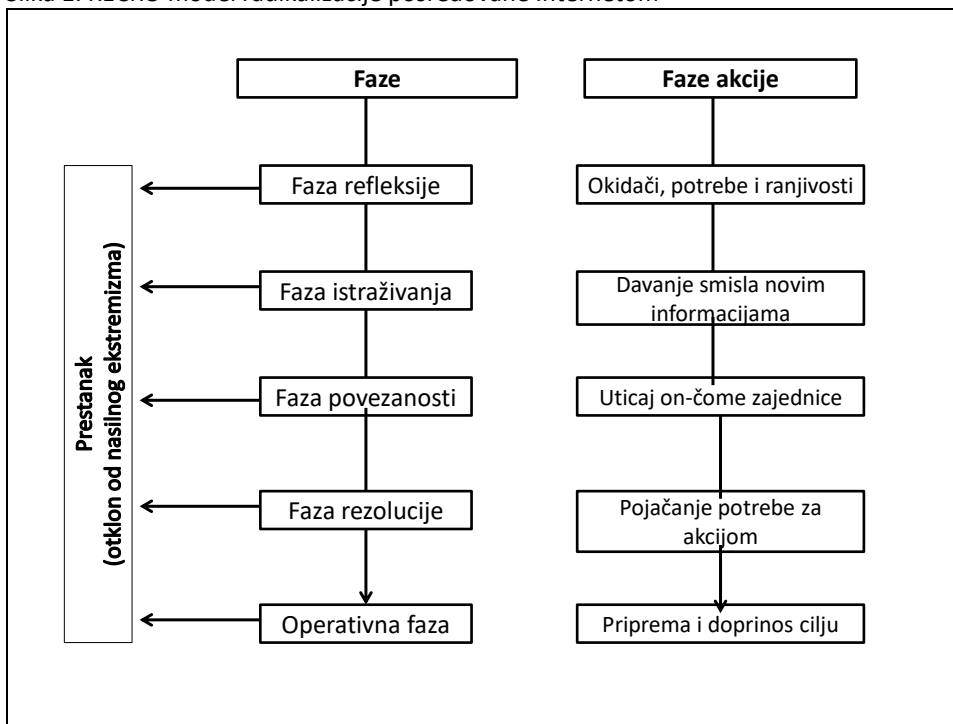 Faze
Faze akcije
Faza refleksije
Okidači, potrebe i ranjivosti
Faza istraživanja
Davanje smisla novim
informacijama
Faza povezanosti
Uticaj on-čome zajednice
Faza rezolucije
Pojačanje potrebe za
akcijom
Operativna faza
Priprema i doprinos cilju
Prestanak
(otklon od nasilnog ekstremizma)